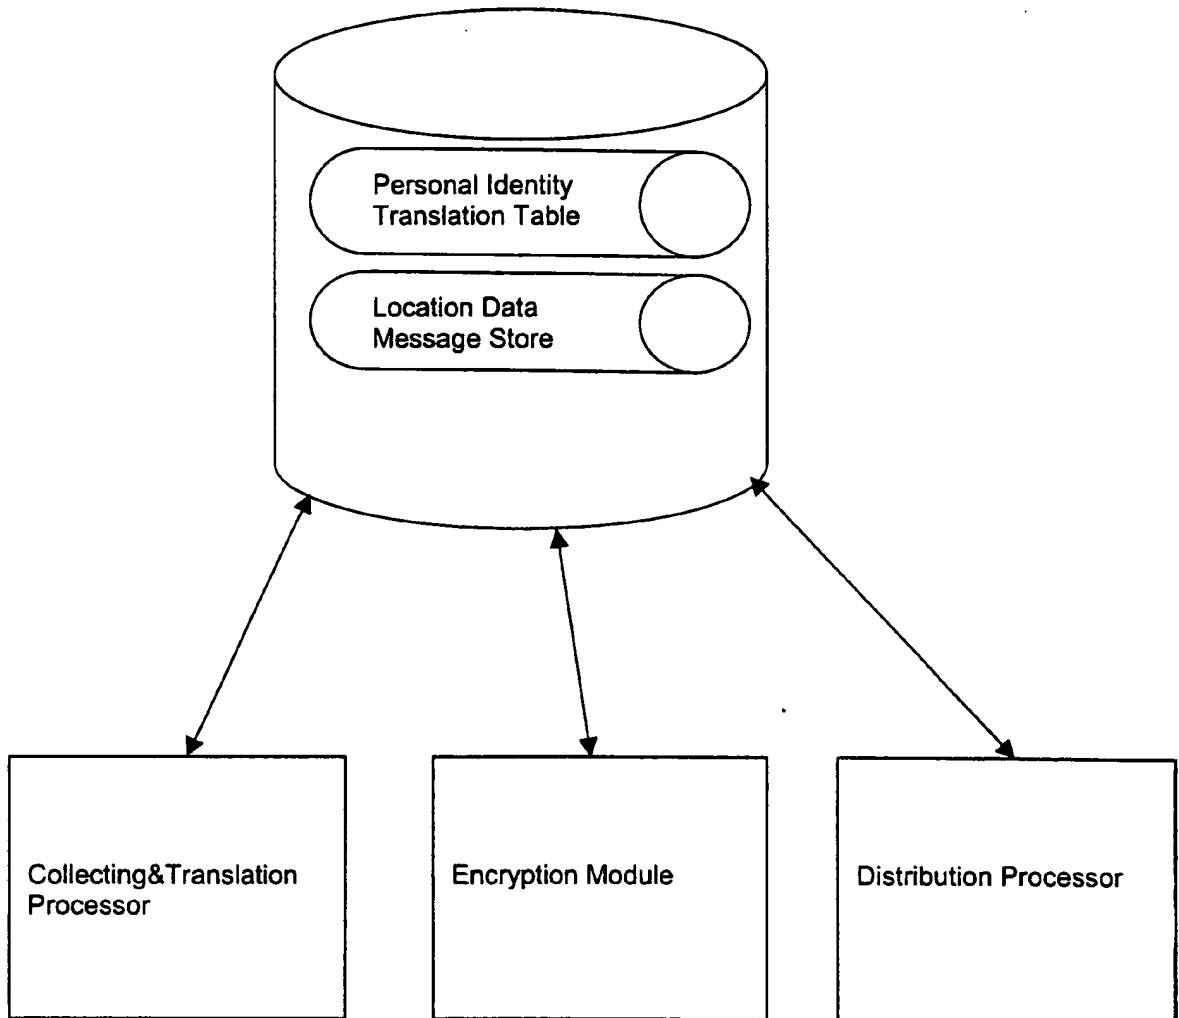 Personal Identity
Translation Table
Location Data
Message Store
Collecting&Translation
Processor
Encryption Module
Distribution Processor